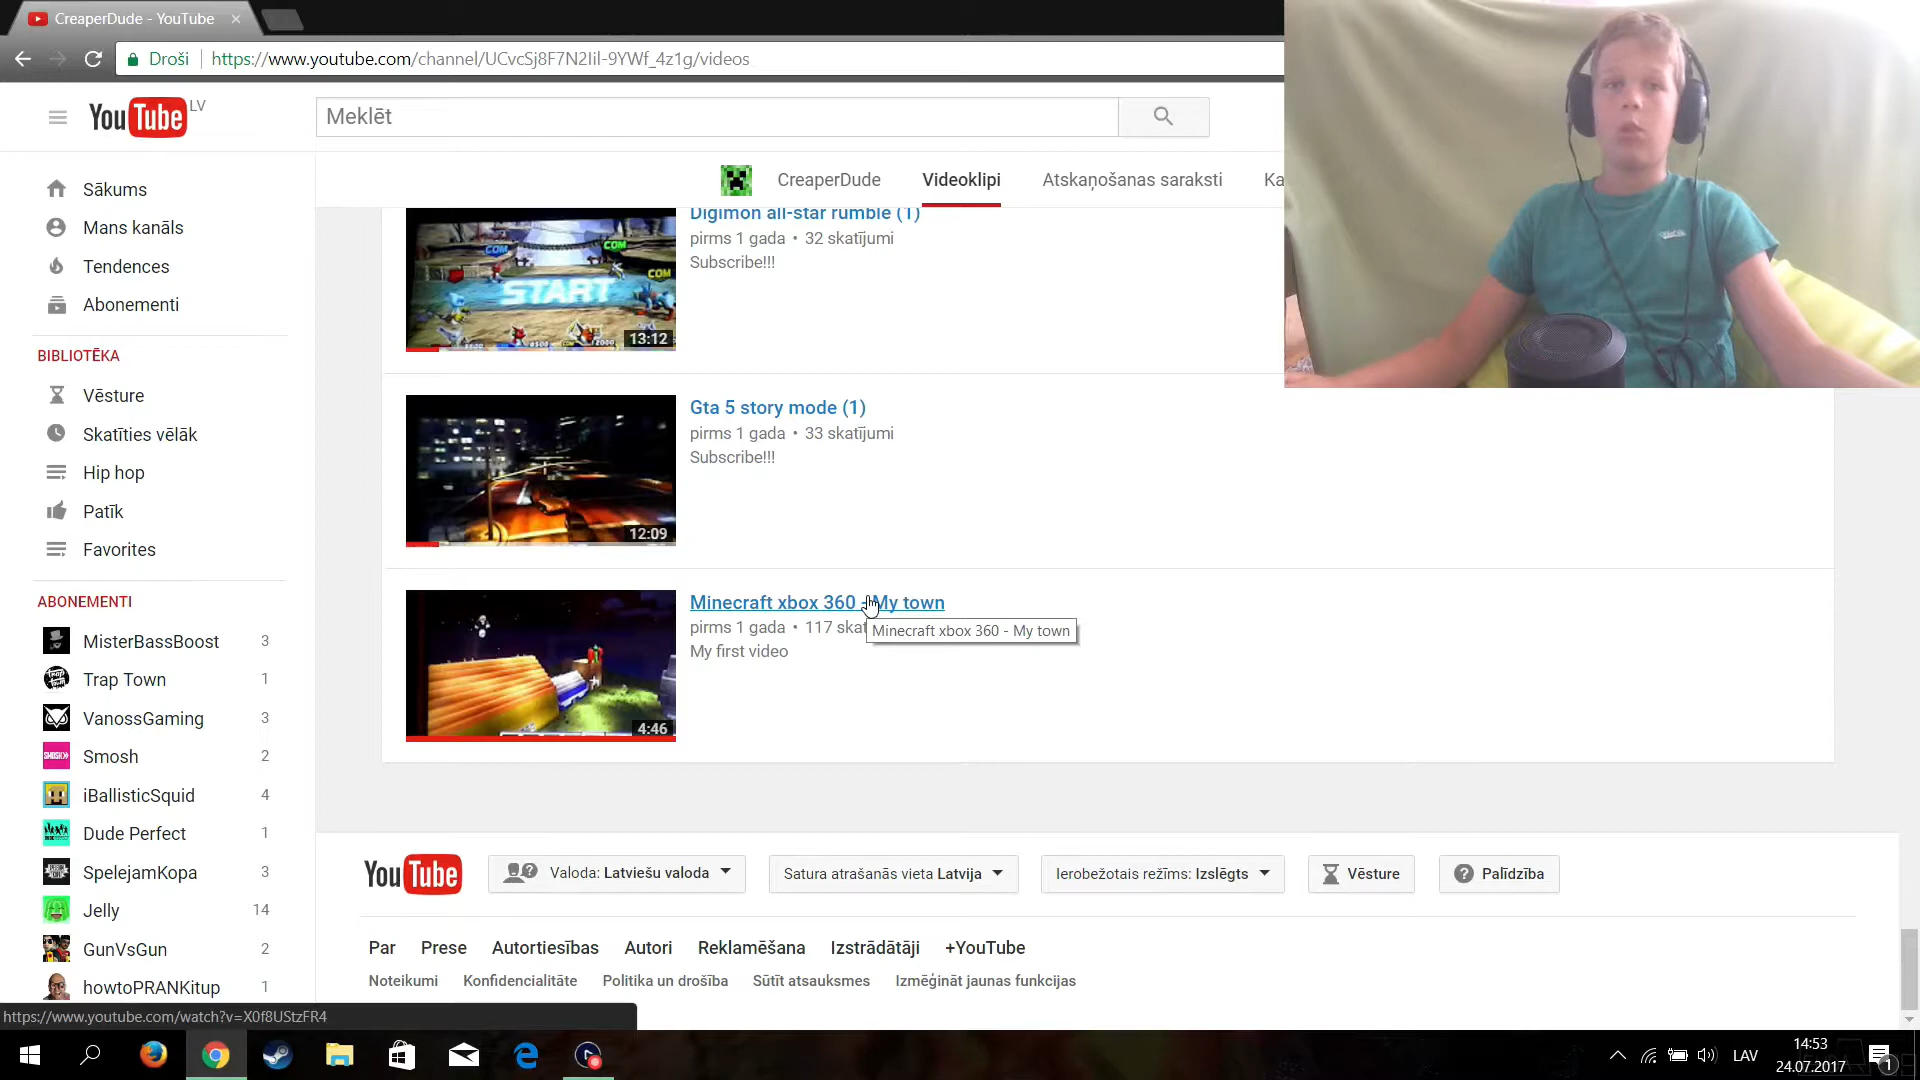 CreaperDude - YouTube
Droši https://www.youtube.com/channel/UCvcSj8F7N2Iil-9YWf_4z1g/videos
YouTube LV
Meklēt
CreaperDude Videoklipi Atskaņošanas saraksti Ka
Sākums
Mans kanāls
Tendences
Abonementi
BIBLIOTĒKA
Vēsture
Skatīties vēlāk
Hip hop
Patīk
Favorites
ABONEMENTI
MisterBassBoost 3
Trap Town 1
VanossGaming 3
Smosh 2
iBallisticSquid 4
Dude Perfect 1
SpelejamKopa 3
Jelly 14
GunVsGun 2
howtoPRANKitup 1
Digimon all-star rumble (1)
pirms 1 gada • 32 skatījumi
Subscribe!!!
COM
COM
COM
START
13:12
Gta 5 story mode (1)
pirms 1 gada • 33 skatījumi
Subscribe!!!
12:09
Minecraft xbox 360 - My town
pirms 1 gada • 117 skat
Minecraft xbox 360 - My town
My first video
4:46
YouTube Valoda: Latviešu valoda Satura atrašanās vieta Latvija Ierobežotais režīms: Izslēgts Vēsture Palīdzība
Par Prese Autortiesības Autori Reklamēšana Izstrādātāji +YouTube
Noteikumi Konfidencialitāte Politika un drošība Sūtīt atsauksmes Izmēģināt jaunas funkcijas
https://www.youtube.com/watch?v=X0f8UStzFR4
LAV
14:53
24.07.2017
1